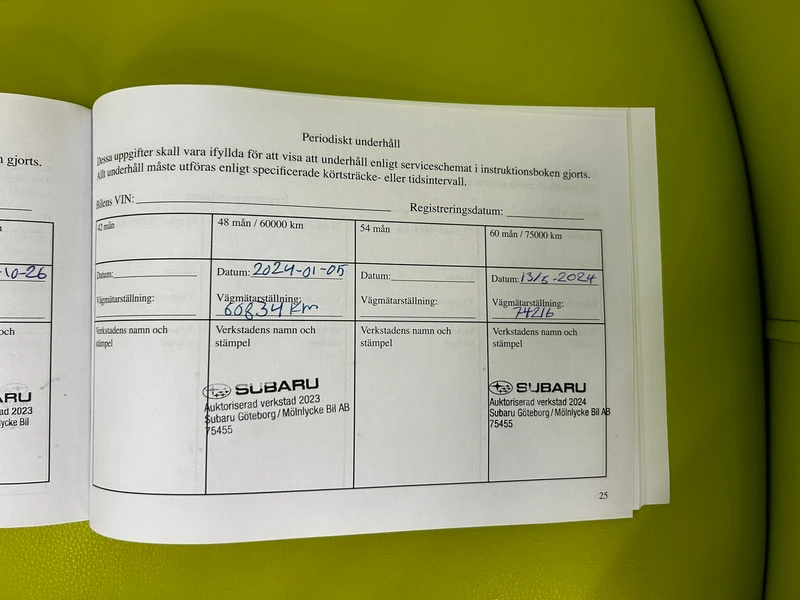 n gjorts.
-10-26
och
ARU
ad 2023
lycke Bil
Periodiskt underhåll
Dessa uppgifter skall vara ifyllda för att visa att underhåll enligt serviceschemat i instruktionsboken gjorts.
Allt underhåll måste utföras enligt specificerade körtsträcke- eller tidsintervall.
Bilens VIN: Registreringsdatum:
42 mån
Datum:
Vägmätarställning:
Verkstadens namn och
stämpel
48 mån / 60000 km
Datum: 2024-01-05
Vägmätarställning:
60834 km
Verkstadens namn och
stämpel
SUBARU
Auktoriserad verkstad 2023
Subaru Göteborg / Mölnlycke Bil AB
75455
54 mån
Datum:
Vägmätarställning:
Verkstadens namn och
stämpel
60 mån / 75000 km
Datum: 13/5-2024
Vägmätarställning:
74216
Verkstadens namn och
stämpel
SUBARU
Auktoriserad verkstad 2024
Subaru Göteborg / Mölnlycke Bil AB
75455
25